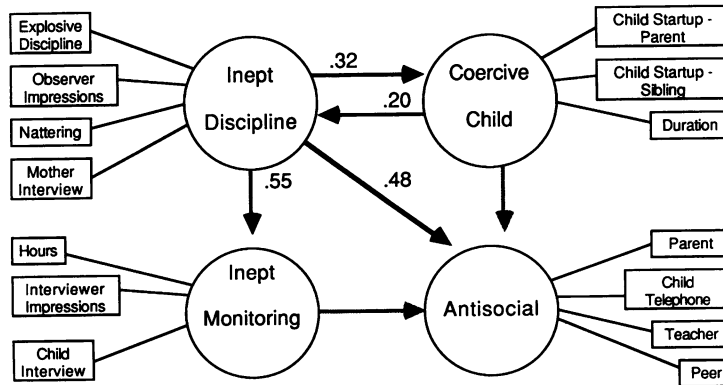 Explosive
Discipline
Observer
Impressions
Nattering
Mother
Interview
Inept
Discipline
.32
.20
Coercive
Child
Child Startup -
Parent
Child Startup -
Sibling
Duration
.55
.48
Hours
Interviewer
Impressions
Child
Interview
Inept
Monitoring
Antisocial
Parent
Child
Telephone
Teacher
Peer